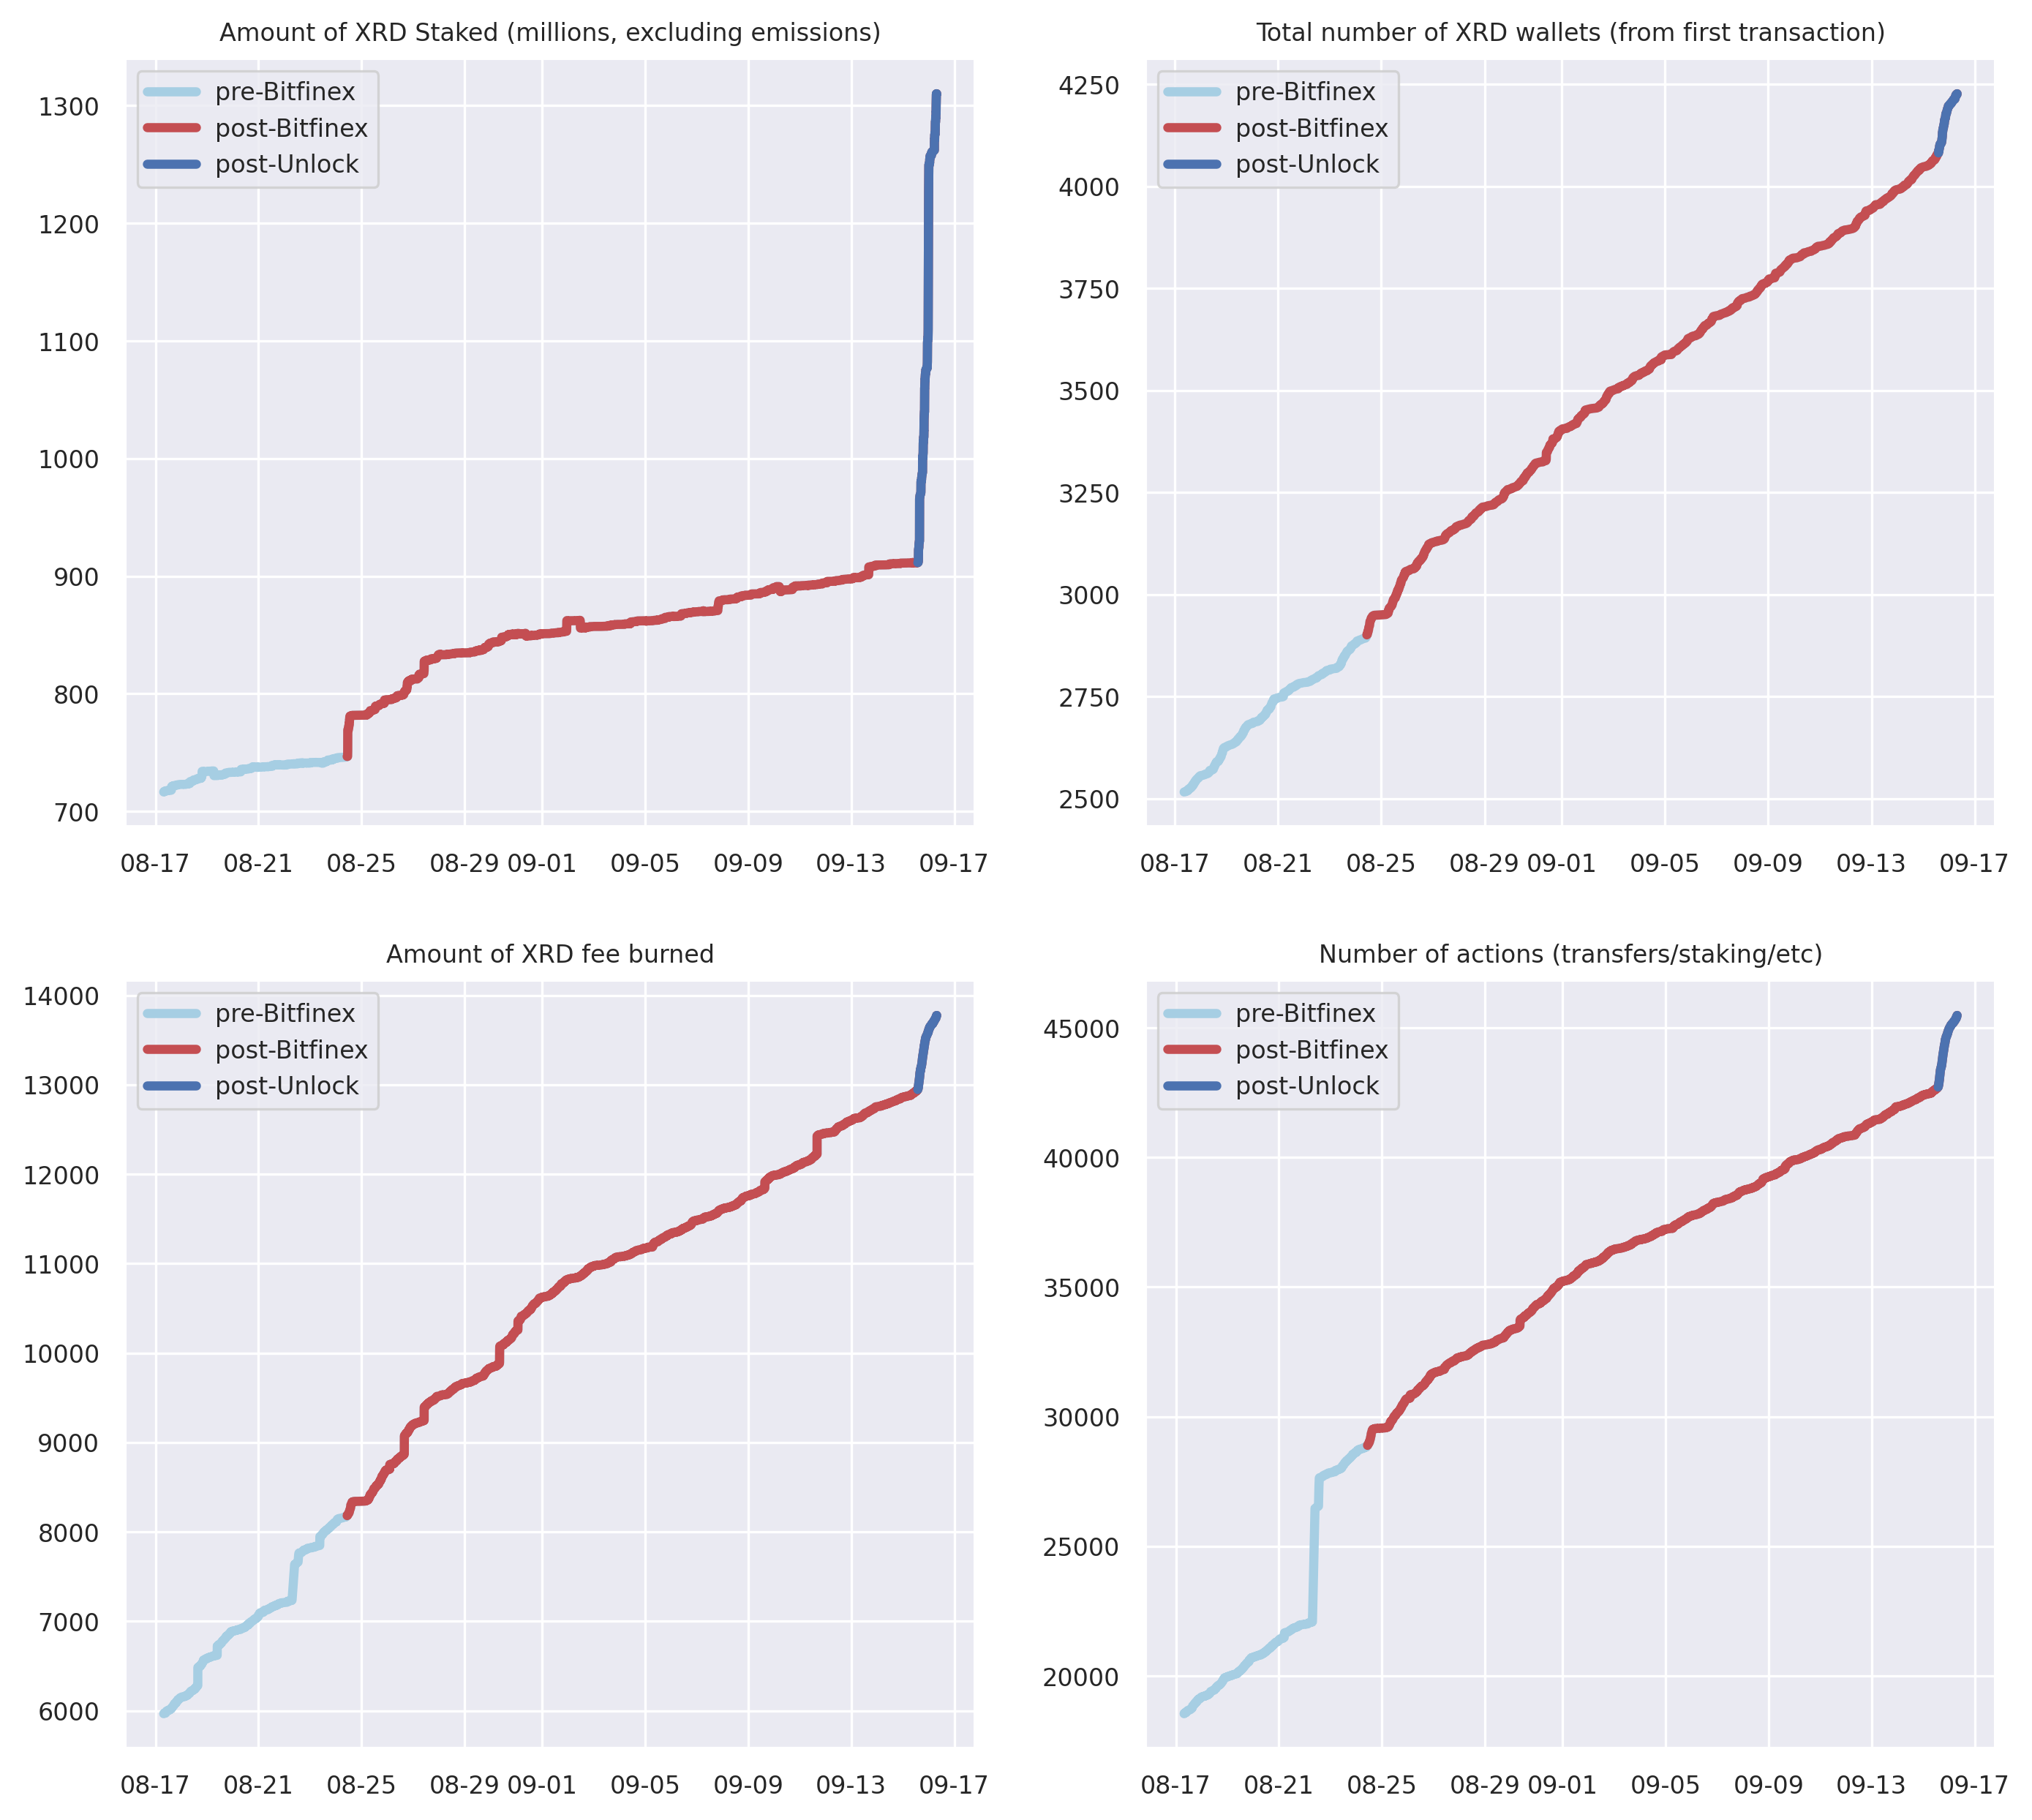 Amount of XRD Staked (millions, excluding emissions)
pre-Bitfinex
post-Bitfinex
post-Unlock
1300
1200
1100
1000
900
800
700
08-17 08-21 08-25 08-29 09-01 09-05 09-09 09-13 09-17
Total number of XRD wallets (from first transaction)
pre-Bitfinex
post-Bitfinex
post-Unlock
4250
4000
3750
3500
3250
3000
2750
2500
08-17 08-21 08-25 08-29 09-01 09-05 09-09 09-13 09-17
Amount of XRD fee burned
pre-Bitfinex
post-Bitfinex
post-Unlock
14000
13000
12000
11000
10000
9000
8000
7000
6000
08-17 08-21 08-25 08-29 09-01 09-05 09-09 09-13 09-17
Number of actions (transfers/staking/etc)
pre-Bitfinex
post-Bitfinex
post-Unlock
45000
40000
35000
30000
25000
20000
08-17 08-21 08-25 08-29 09-01 09-05 09-09 09-13 09-17